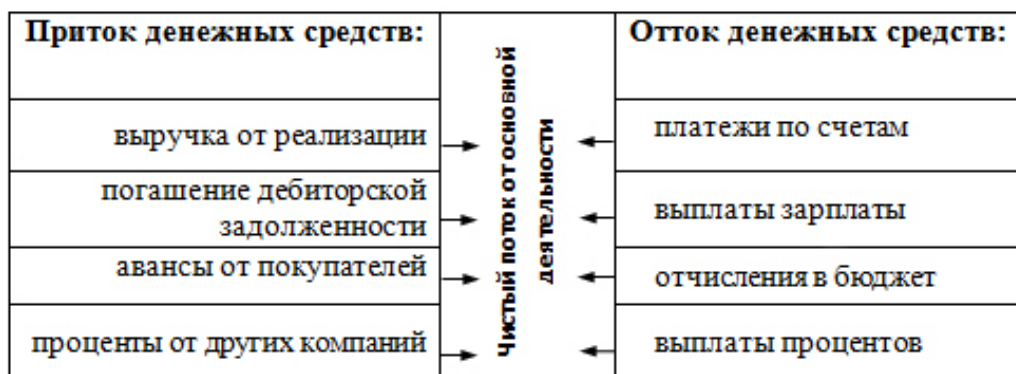 Приток денежных средств:
выручка от реализации
погашение дебиторской
задолженности
авансы от покупателей
проценты от других компаний
Чистый поток от основной
деятельности
Отток денежных средств:
платежи по счетам
выплаты зарплаты
отчисления в бюджет
выплаты процентов